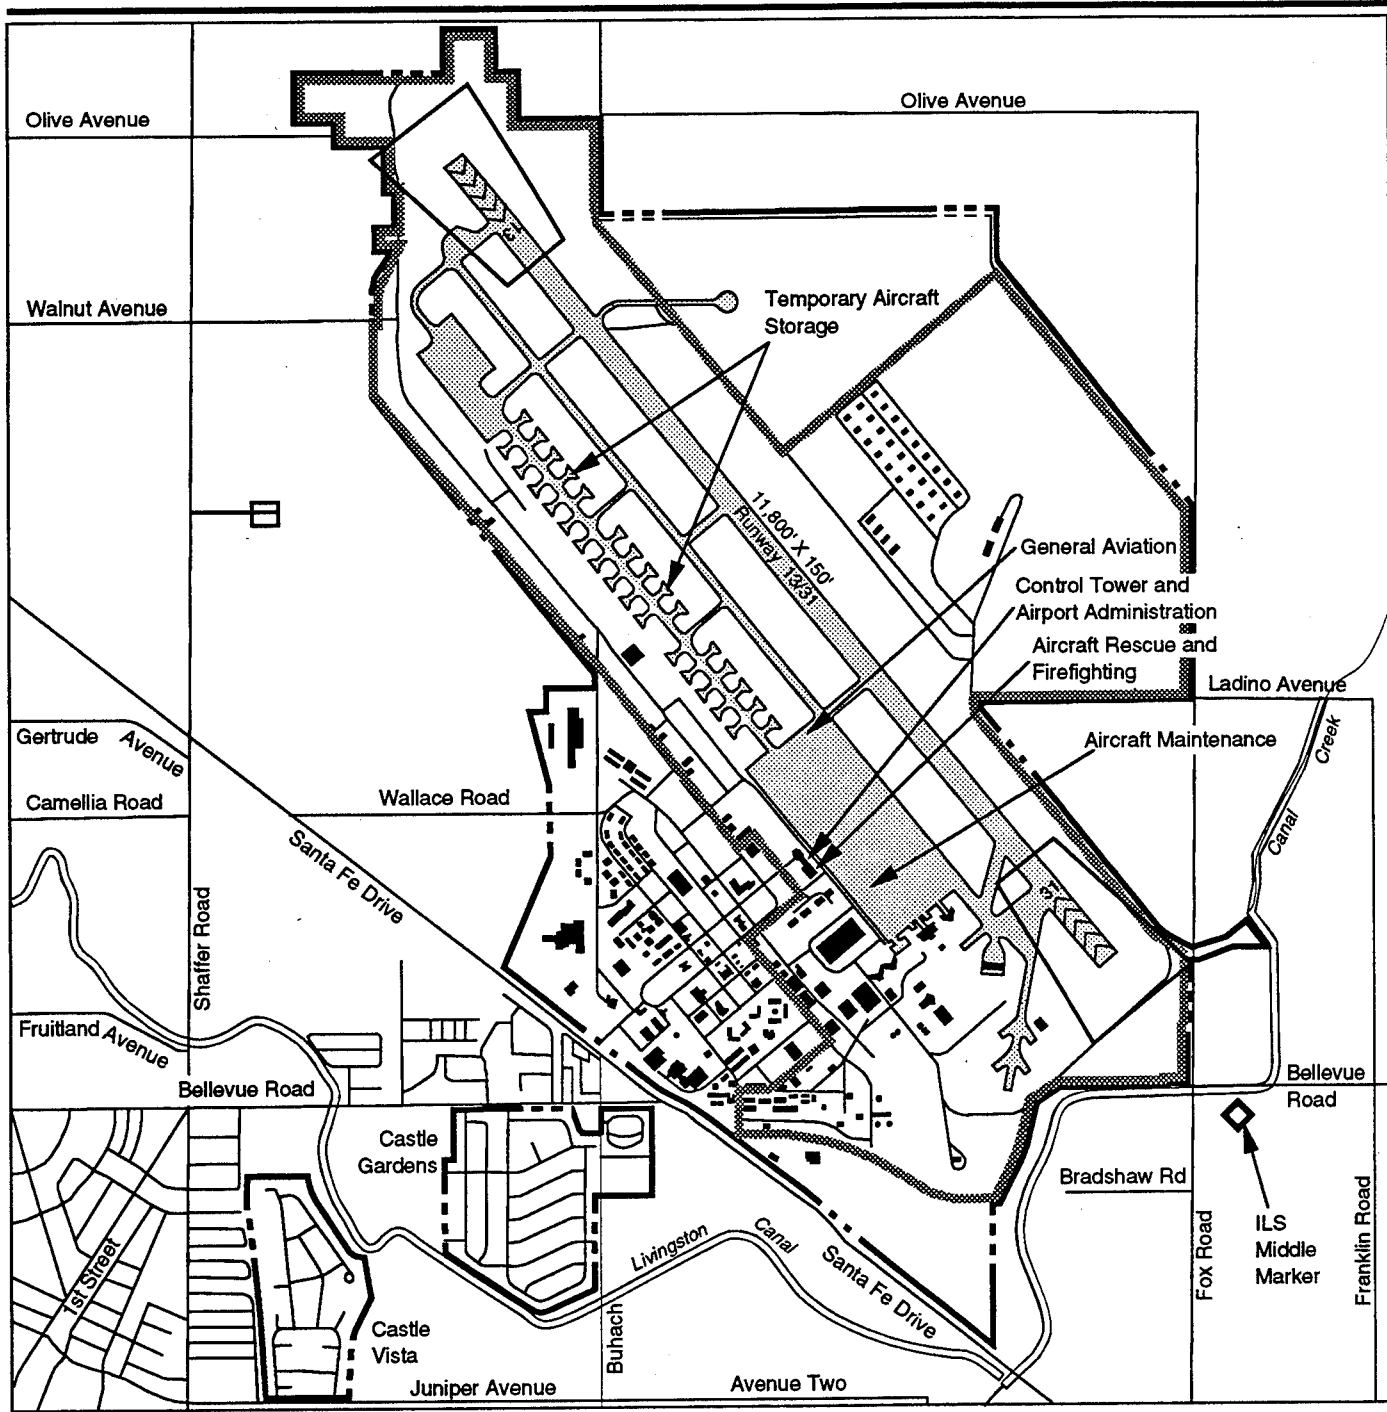 Olive Avenue
Olive Avenue
Walnut Avenue
Temporary Aircraft
Storage
13
11,800' X 150'
Runway 13/31
General Aviation
Control Tower and
Airport Administration
Aircraft Rescue and
Firefighting
Ladino Avenue
Aircraft Maintenance
Gertrude Avenue
Camellia Road
Wallace Road
Santa Fe Drive
Canal Creek
31
Shaffer Road
Fruitland Avenue
Bellevue Road
Bellevue
Road
Castle
Gardens
Bradshaw Rd
ILS
Middle
Marker
Fox Road
Franklin Road
Livingston Canal
Santa Fe Drive
1st Street
Castle
Vista
Buhach
Juniper Avenue
Avenue Two